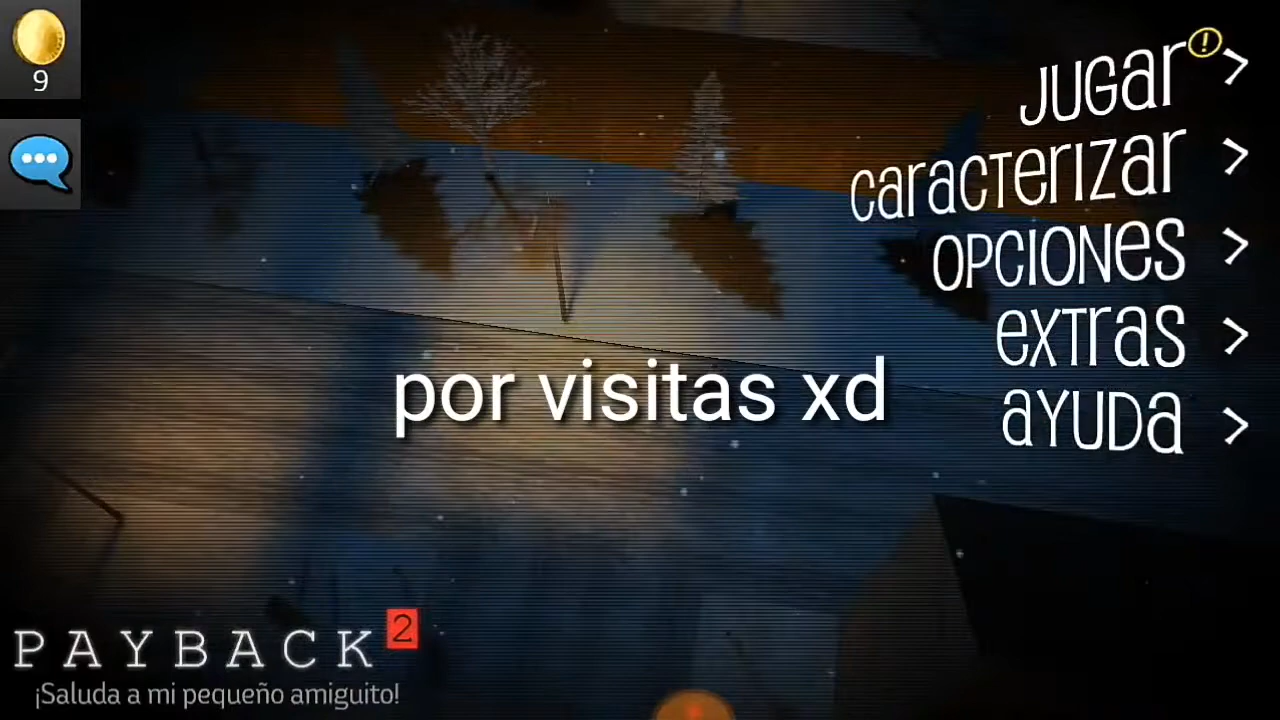 9
JUGar
caracTerIZar
OPCIONes
exTras
aYUDa
por visitas xd
PAYBACK 2
¡Saluda a mi pequeño amiguito!